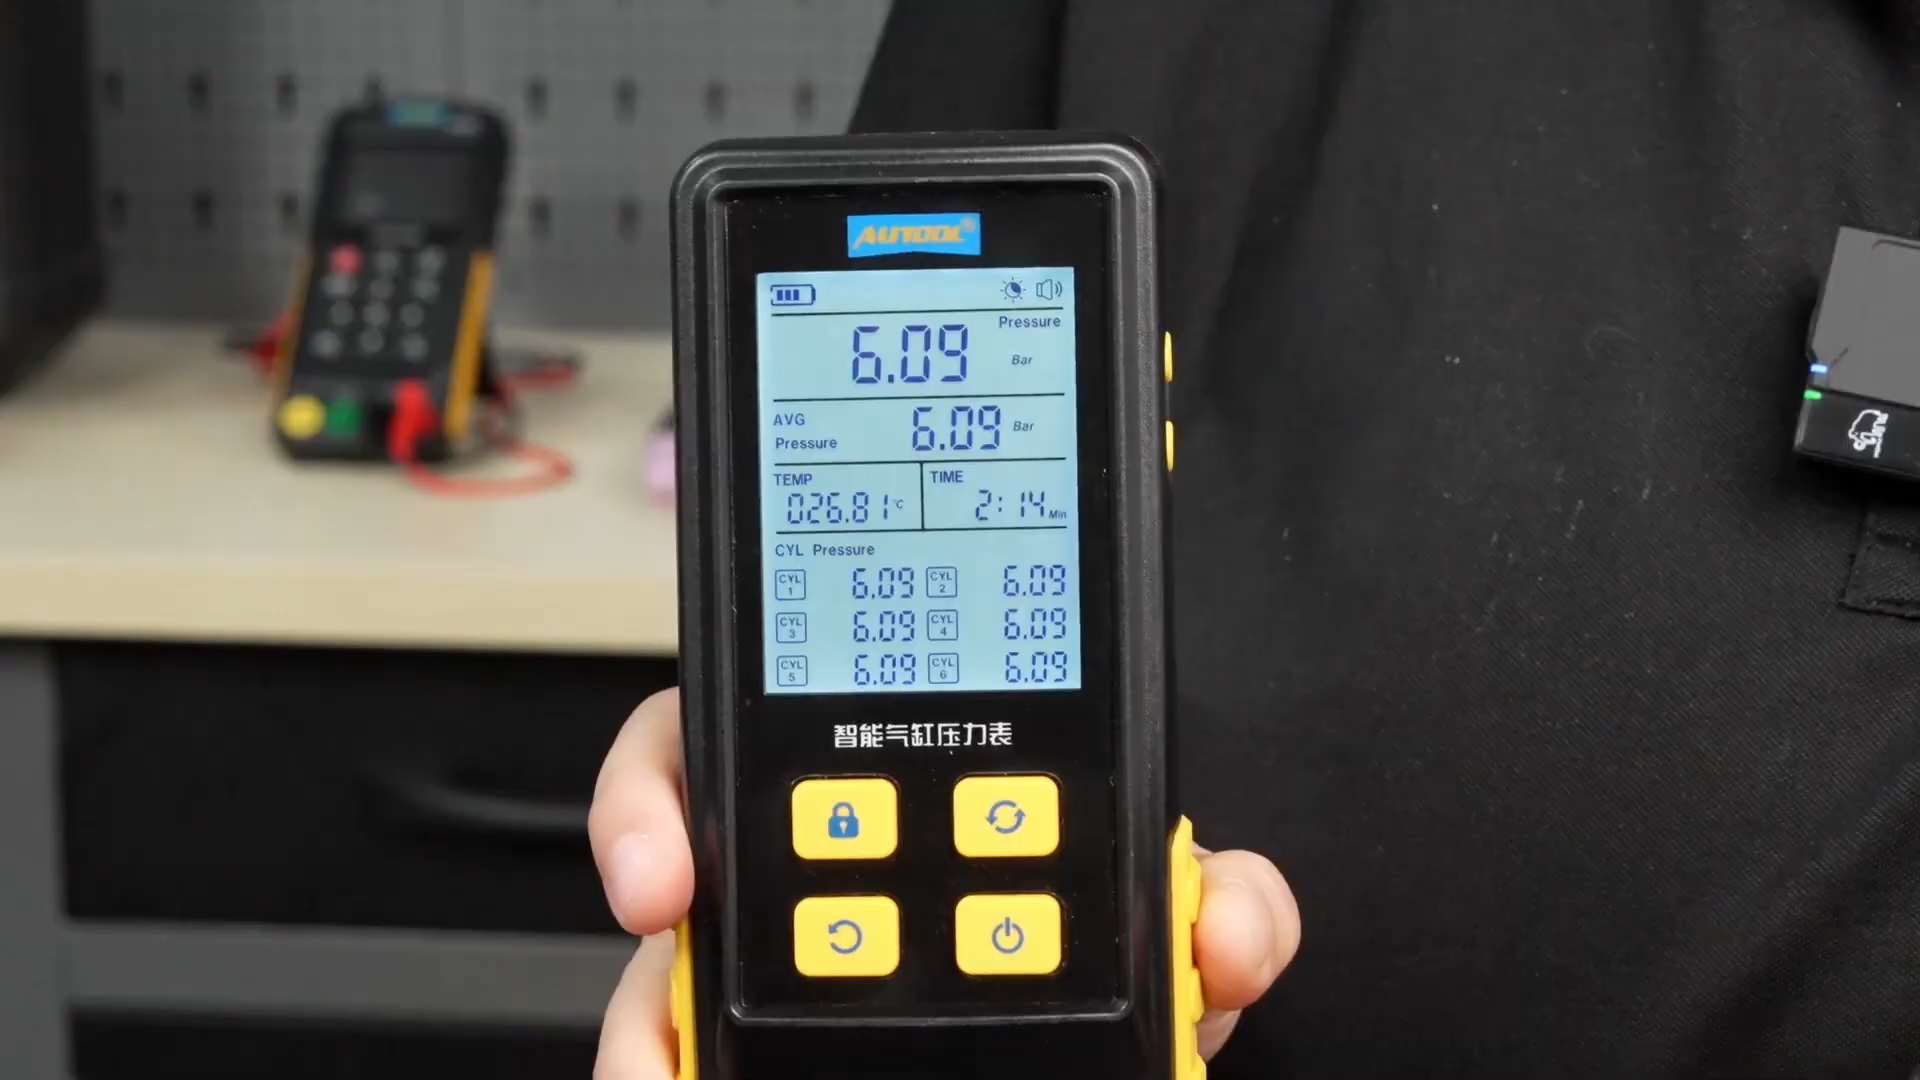 AUTOOL®
Pressure
6.09 Bar
AVG Pressure 6.09 Bar
TEMP 026.81 °C
TIME 2:14 Min
CYL Pressure
CYL 1 6.09 CYL 2 6.09
CYL 3 6.09 CYL 4 6.09
CYL 5 6.09 CYL 6 6.09
智能气缸压力表